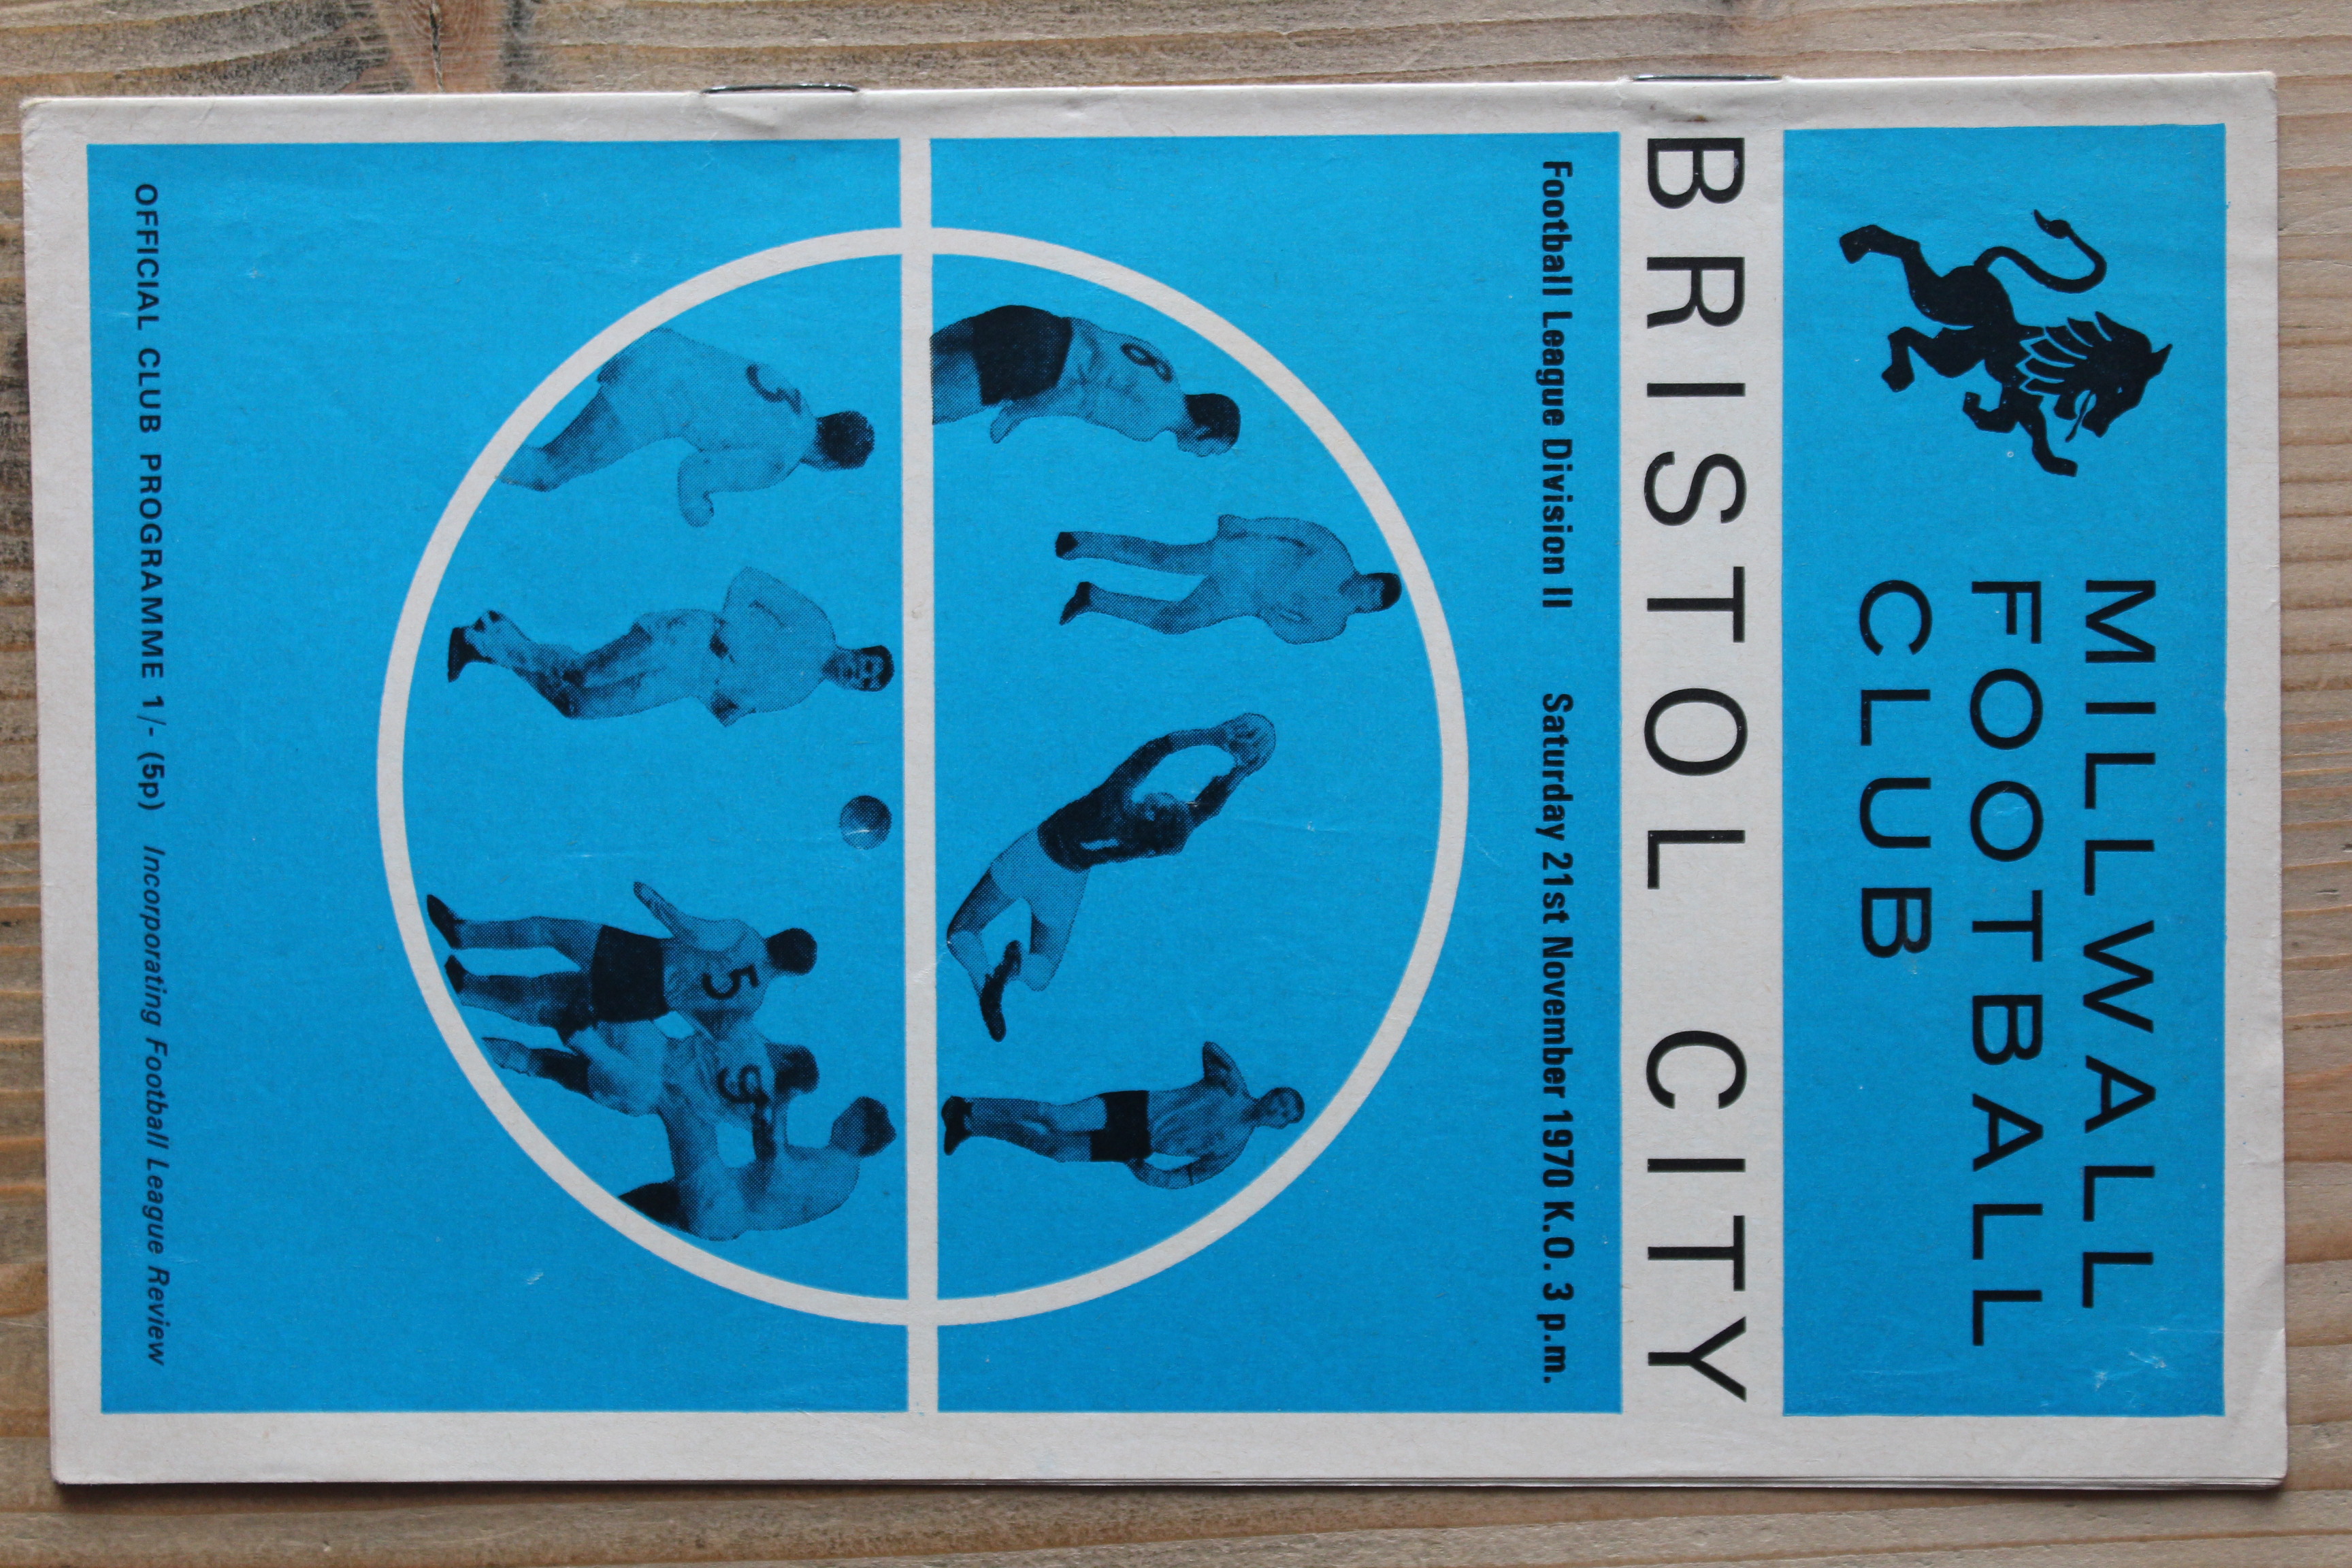 MILLWALL
FOOTBALL
CLUB
BRISTOL CITY
Football League Division II Saturday 21st November 1970 K.O. 3 p.m.
8
5
5
9
OFFICIAL CLUB PROGRAMME 1/- (5p) Incorporating Football League Review